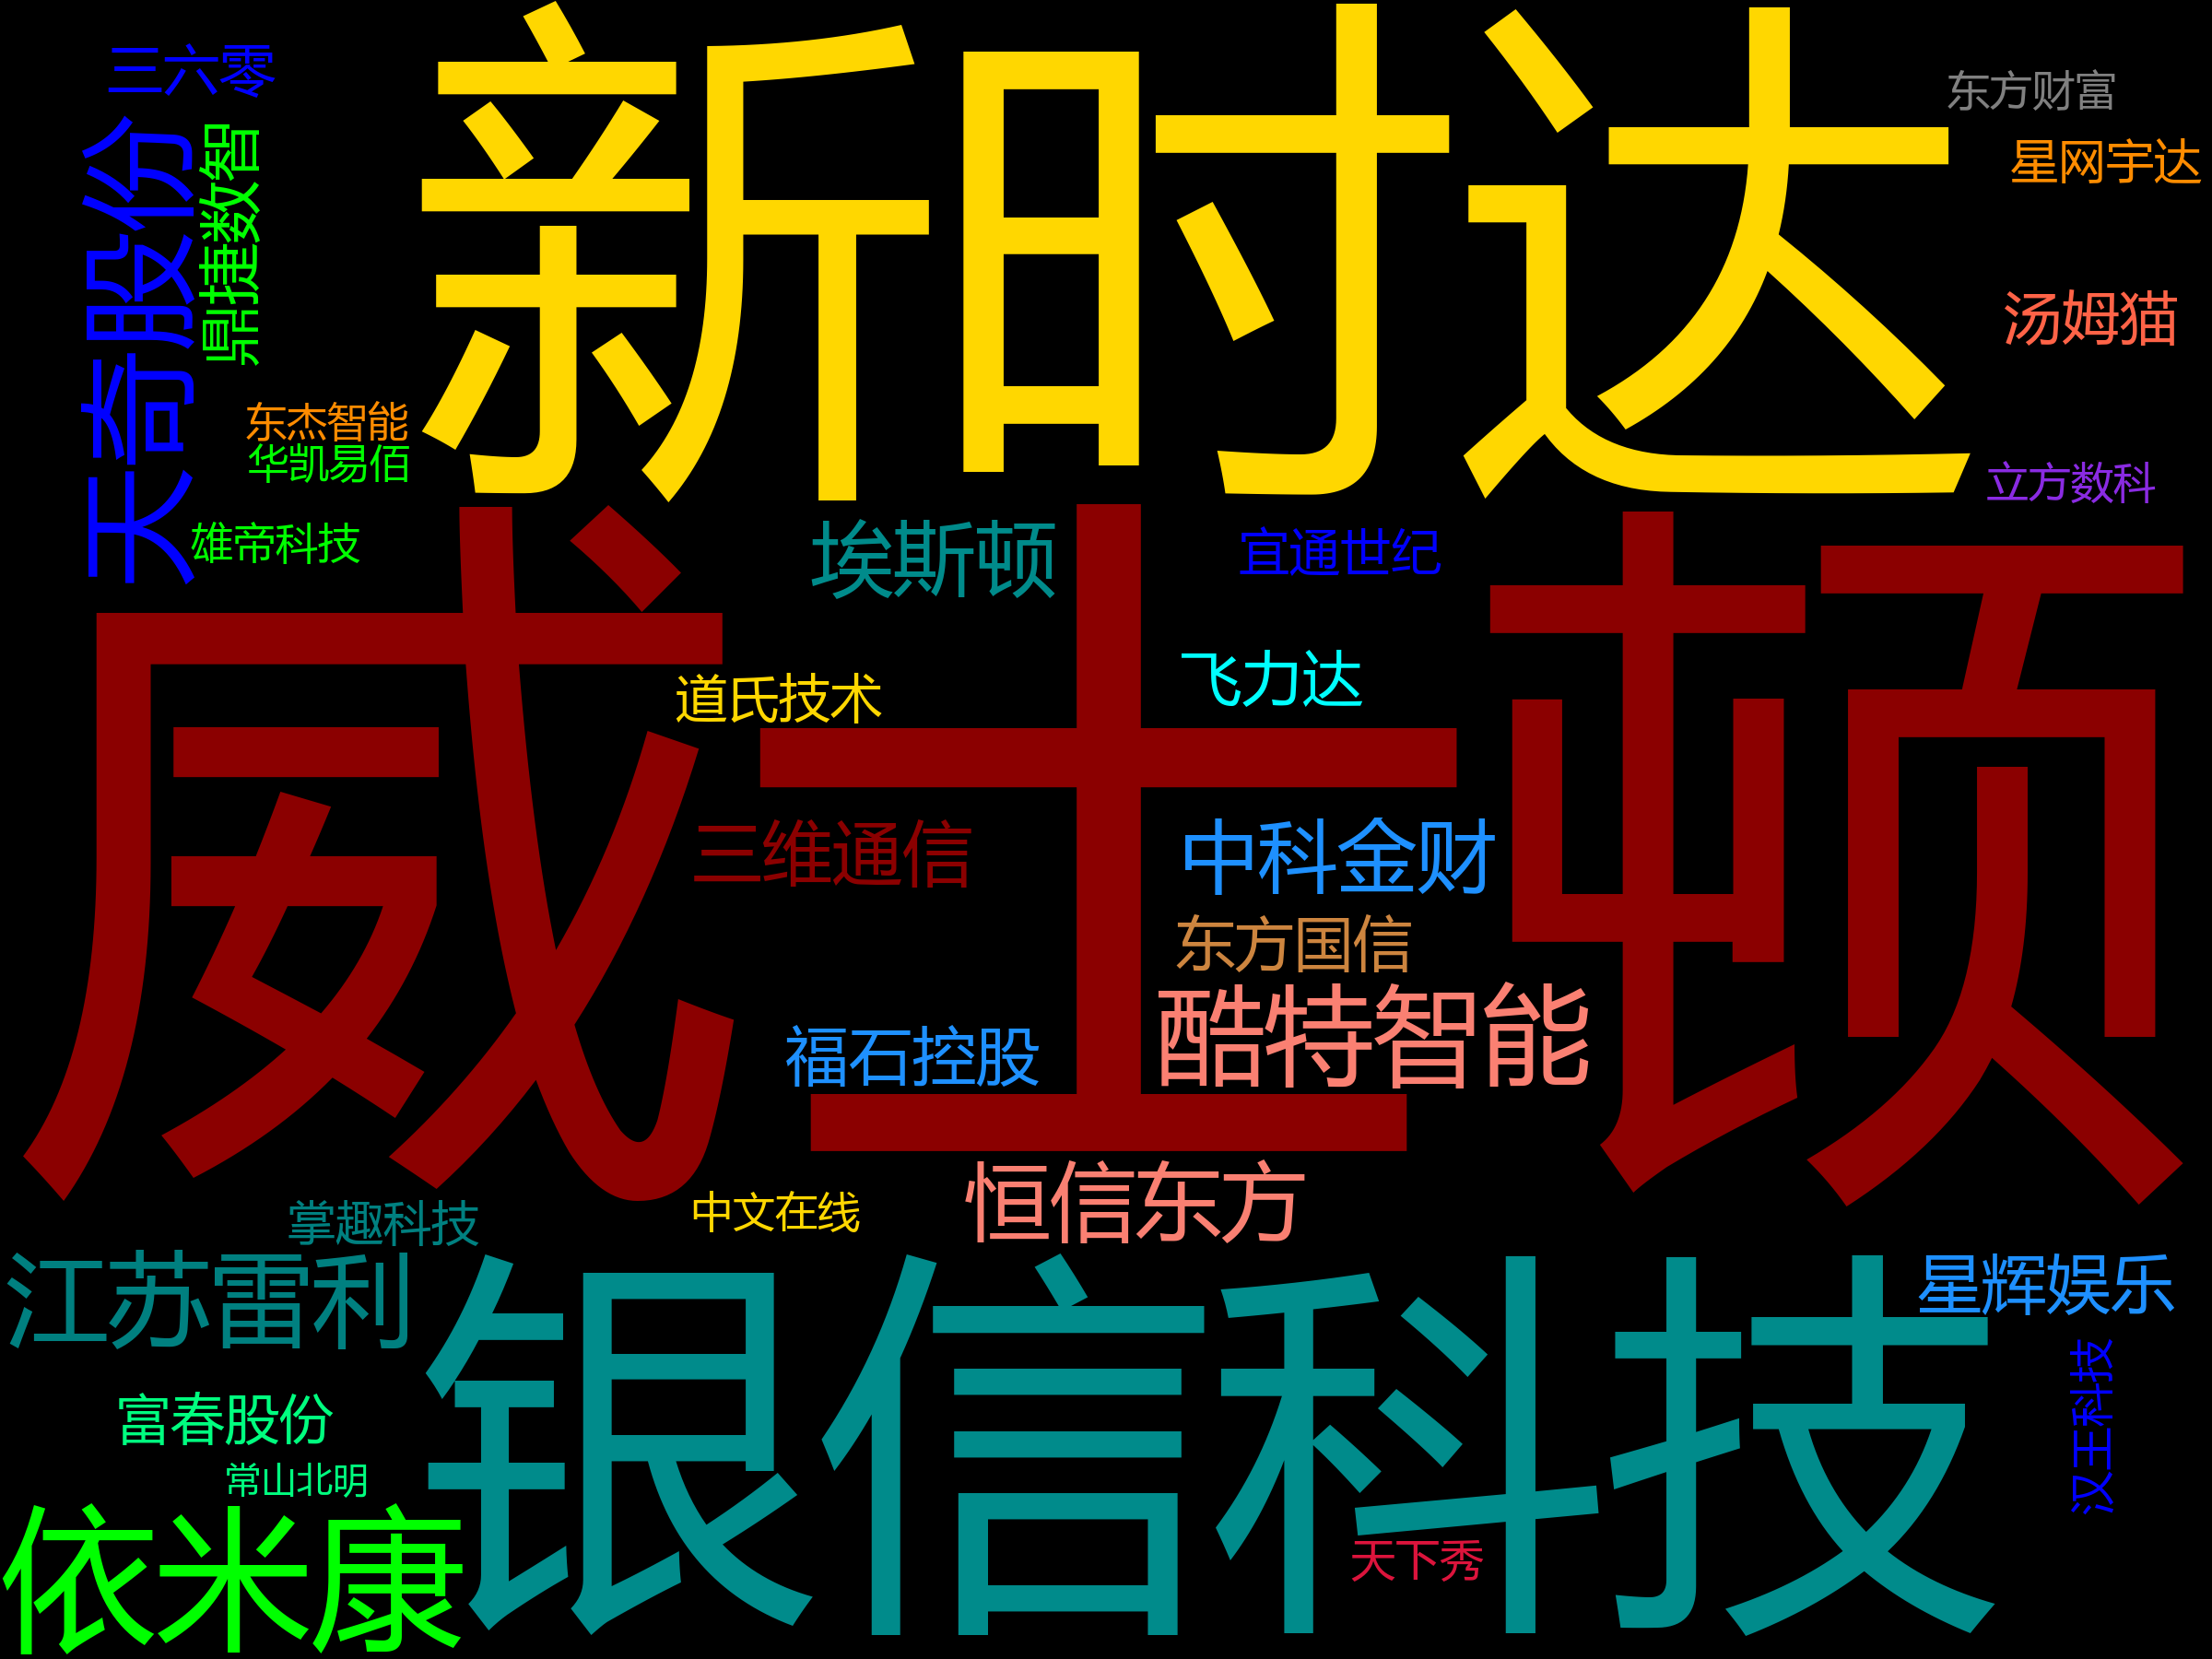 三六零
新时达
东方财富
星网宇达
天奇股份
鼎捷数智
汤姆猫
东杰智能
华凯易佰
立方数科
雄帝科技
埃斯顿
宜通世纪
威士顿
道氏技术
飞力达
三维通信
中科金财
东方国信
酷特智能
福石控股
恒信东方
掌趣科技
中文在线
江苏雷利
银信科技
星辉娱乐
汉王科技
富春股份
常山北明
依米康
天下秀